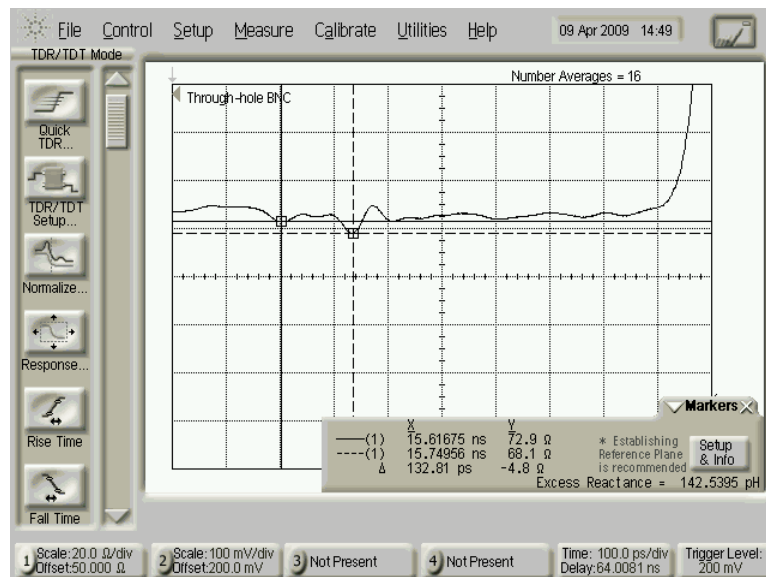 File Control Setup Measure Calibrate Utilities Help 09 Apr 2009 14:49
TDR/TDT Mode
Number Averages = 16
Through-hole BNC
Quick
TDR...
TDR/TDT
Setup...
Normalize...
Response...
Rise Time
Fall Time
Markers
X Y
(1) 15.61675 ns 72.9 Ω
(1) 15.74956 ns 68.1 Ω
Δ 132.81 ps -4.8 Ω
* Establishing
Reference Plane
is recommended
Setup
& Info
Excess Reactance = 142.5395 pH
1 Scale:20.0 Ω/div
Offset:50.000 Ω
2 Scale:100 mV/div
Offset:200.0 mV
3 Not Present
4 Not Present
Time: 100.0 ps/div
Delay:64.0081 ns
Trigger Level:
200 mV